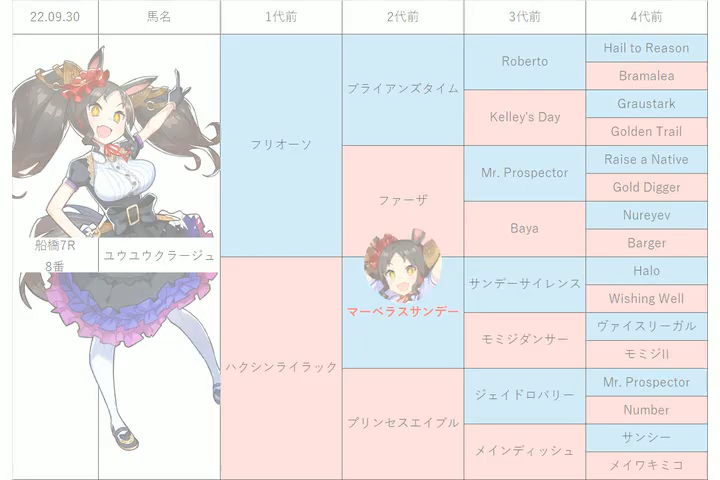 22.09.30 馬名 1代前 2代前 3代前 4代前
船橋7R
8番
ユウユウクラージュ
フリオーソ
ハクシンライラック
ブライアンズタイム
ファーザ
マーベラスサンデー
プリンセスエイブル
Roberto
Kelley's Day
Mr. Prospector
Baya
サンデーサイレンス
モミジダンサー
ジェイドロバリー
メインディッシュ
Hail to Reason
Bramalea
Graustark
Golden Trail
Raise a Native
Gold Digger
Nureyev
Barger
Halo
Wishing Well
ヴァイスリーガル
モミジII
Mr. Prospector
Number
サンシー
メイワキミコ